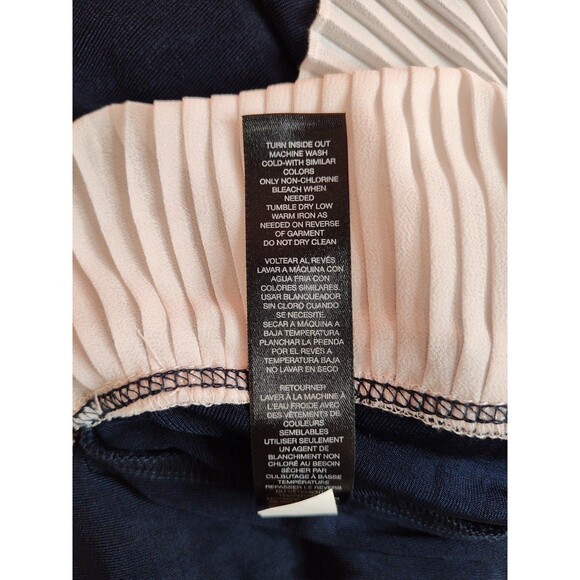 TURN INSIDE OUT
MACHINE WASH
COLD-WITH SIMILAR
COLORS
ONLY NON-CHLORINE
BLEACH WHEN
NEEDED
TUMBLE DRY LOW
WARM IRON AS
NEEDED ON REVERSE
OF GARMENT
DO NOT DRY CLEAN
VOLTEAR AL REVÉS
LAVAR A MÁQUINA CON
AGUA FRIA CON
COLORES SIMILARES.
USAR BLANQUEADOR
SIN CLORO CUANDO
SE NECESITE.
SECAR A MÁQUINA A
BAJA TEMPERATURA
PLANCHAR LA PRENDA
POR EL REVÉS A
TEMPERATURA BAJA
NO LAVAR EN SECO
RETOURNER
LAVER À LA MACHINE À
L'EAU FROIDE AVEC
DES VÊTEMENTS DE
COULEURS
SEMBLABLES
UTILISER SEULEMENT
UN AGENT DE
BLANCHIMENT NON
CHLORÉ AU BESOIN
SÉCHER PAR
CULBUTAGE À BASSE
TEMPÉRATURE
REPASSER LE REVERS